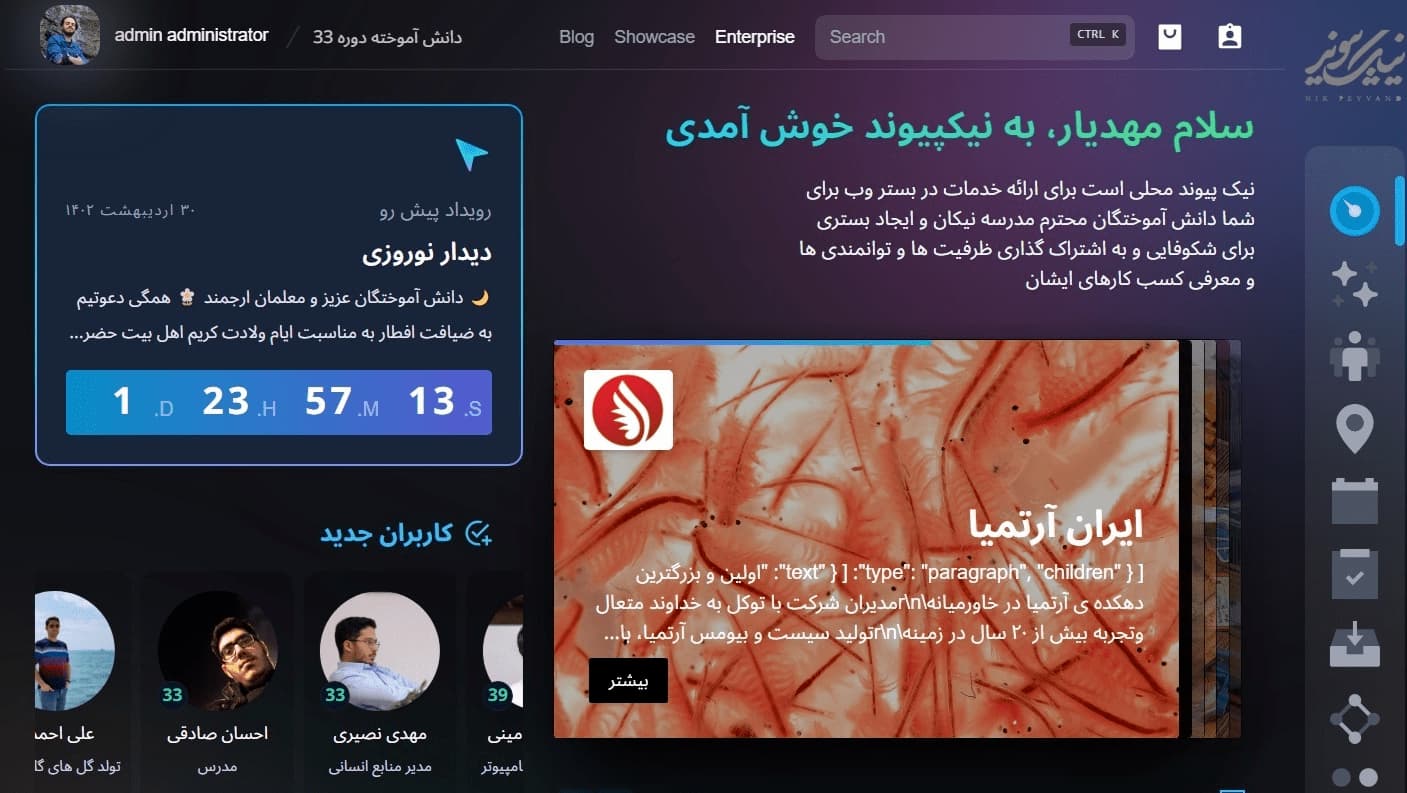 admin administrator / دانش آموخته دوره 33
Blog Showcase Enterprise Search CTRL K
نیک پیوند
NIK PEYVAND
سلام مهدیار، به نیکپیوند خوش آمدی
نیک پیوند محلی است برای ارائه خدمات در بستر وب برای
شما دانش آموختگان محترم مدرسه نیکان و ایجاد بستری
برای شکوفایی و به اشتراک گذاری ظرفیت ها و توانمندی ها
و معرفی کسب کارهای ایشان
رویداد پیش رو
۳۰ اردیبهشت ۱۴۰۲
دیدار نوروزی
🌙 دانش آموختگان عزیز و معلمان ارجمند 🕌 همگی دعوتیم
به ضیافت افطار به مناسبت ایام ولادت کریم اهل بیت حضر...
1 .D 23 .H 57 .M 13 .S
ایران آرتمیا
[ { "type": "paragraph", "children": [ { "text": "اولین و بزرگترین
دهکده ی آرتمیا در خاورمیانه\r\nمدیران شرکت با توکل به خداوند متعال
وتجربه بیش از ۲۰ سال در زمینه\r\nتولید سیست و بیومس آرتمیا، با...
بیشتر
کاربران جدید
39
مینی
امپیوتر
33
مهدی نصیری
مدیر منابع انسانی
33
احسان صادقی
مدرس
علی احمد
تولد گل های گا